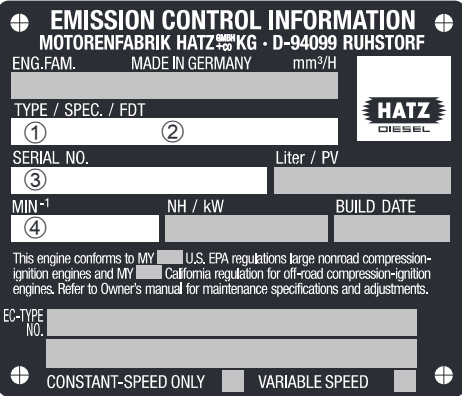 EMISSION CONTROL INFORMATION
MOTORENFABRIK HATZ GMBH +CO KG · D-94099 RUHSTORF
ENG.FAM. MADE IN GERMANY mm³/H
TYPE / SPEC. / FDT
① ②
HATZ
DIESEL
SERIAL NO. Liter / PV
③
MIN-1 NH / kW BUILD DATE
④
This engine conforms to MY U.S. EPA regulations large nonroad compression-
ignition engines and MY California regulation for off-road compression-ignition
engines. Refer to Owner's manual for maintenance specifications and adjustments.
EC-TYPE
NO.
CONSTANT-SPEED ONLY VARIABLE SPEED